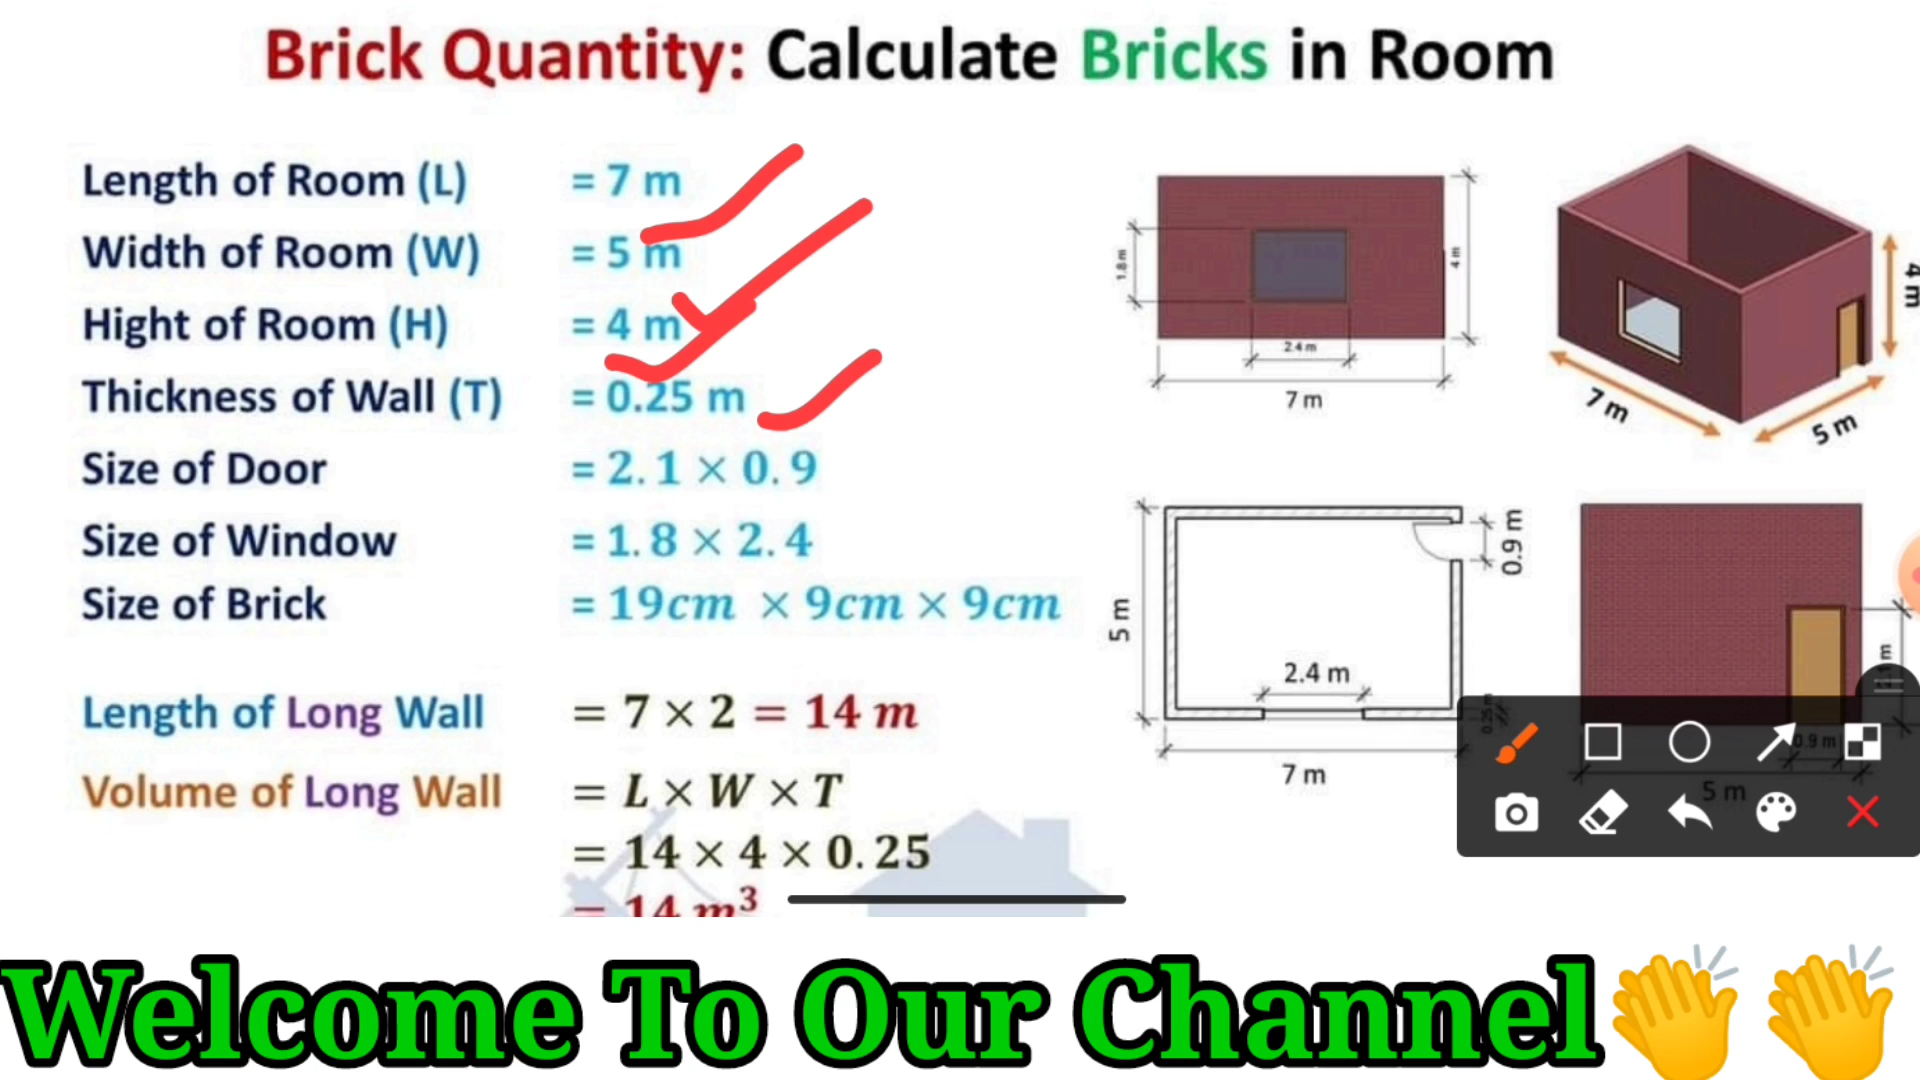 Brick Quantity: Calculate Bricks in Room
Length of Room (L) = 7 m
Width of Room (W) = 5 m
Hight of Room (H) = 4 m
Thickness of Wall (T) = 0.25 m
Size of Door = 2.1 × 0.9
Size of Window = 1.8 × 2.4
Size of Brick = 19cm × 9cm × 9cm
Length of Long Wall = 7 × 2 = 14 m
Volume of Long Wall = L × W × T
= 14 × 4 × 0.25
= 14 m³
1.8 m
4 m
2.4 m
7 m
4 m
7 m
5 m
0.9 m
5 m
2.4 m
0.25 m
7 m
0.9 m
5 m
Welcome To Our Channel👏 👏